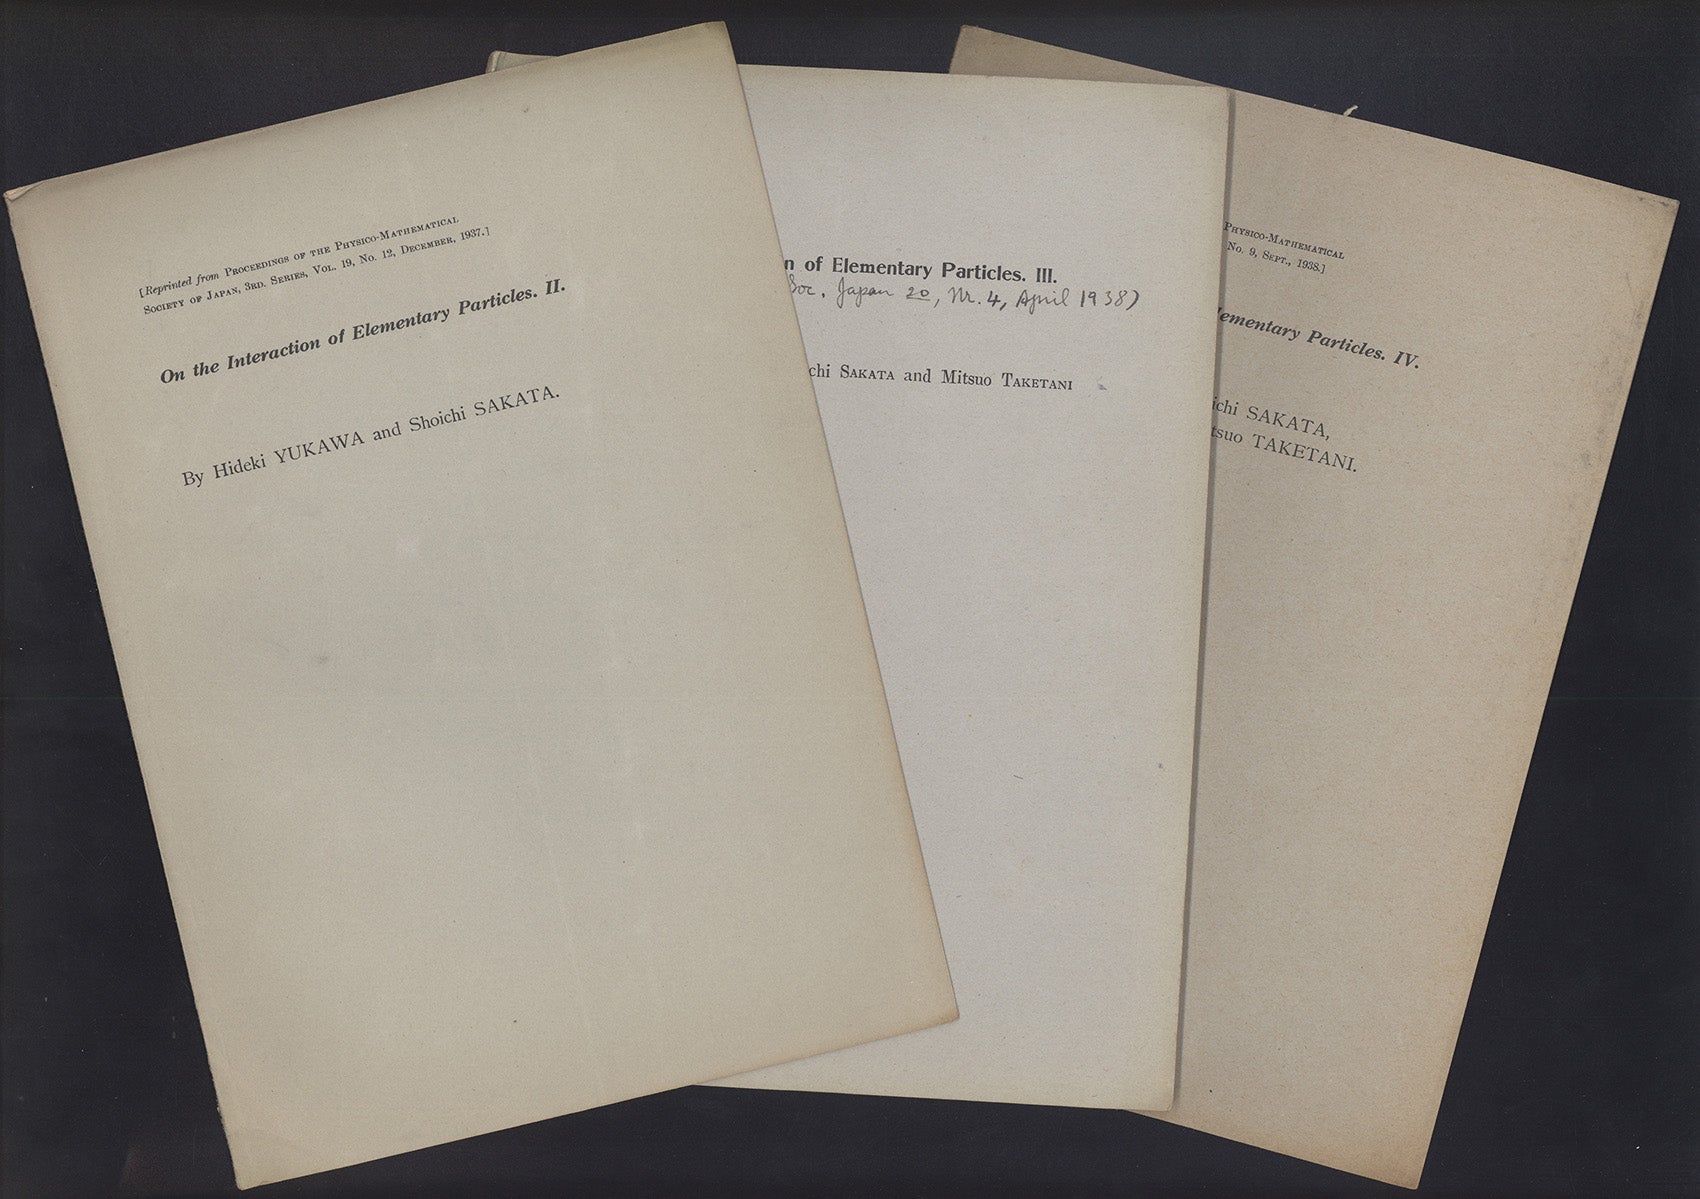 [Reprinted from PROCEEDINGS OF THE PHYSICO-MATHEMATICAL
SOCIETY OF JAPAN, 3RD. SERIES, VOL. 19, No. 12, DECEMBER, 1937.]
On the Interaction of Elementary Particles. II.
By Hideki YUKAWA and Shoichi SAKATA.
n of Elementary Particles. III.
Soc. Japan 20, Nr. 4, April 1938)
chi SAKATA and Mitsuo TAKETANI
PHYSICO-MATHEMATICAL
No. 9, SEPT., 1938.]
lementary Particles. IV.
ichi SAKATA,
tsuo TAKETANI.